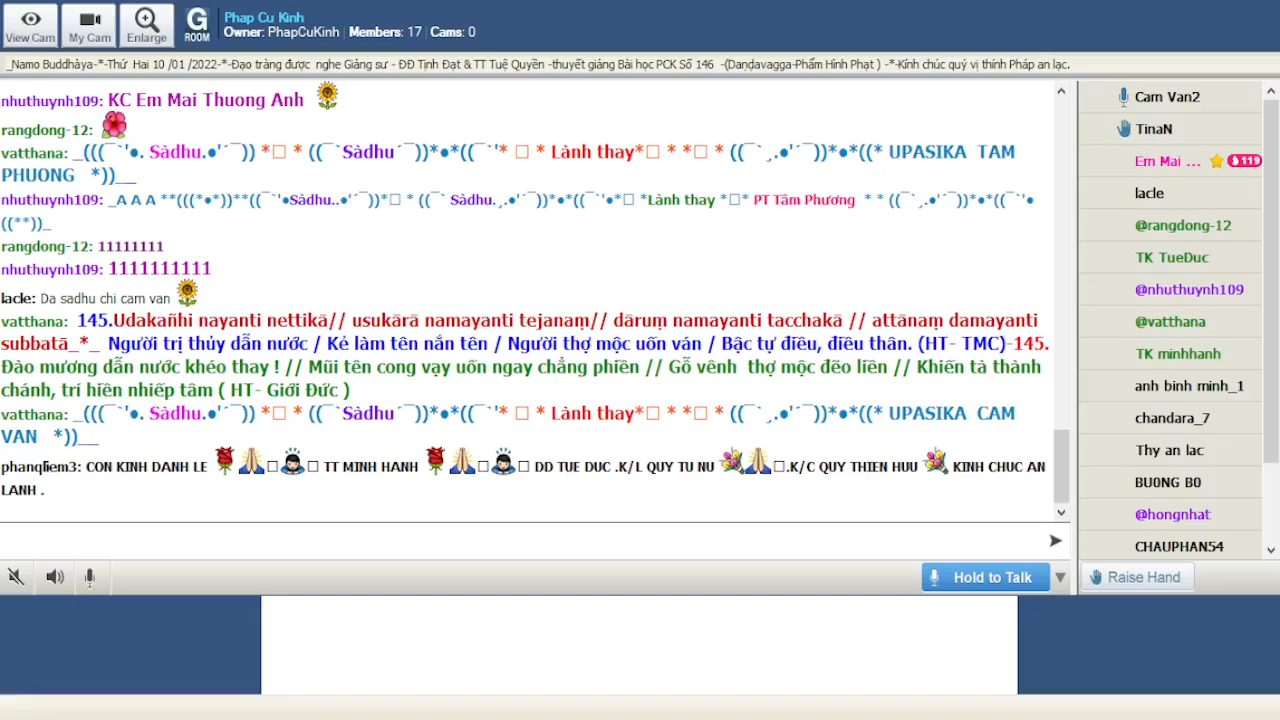 View Cam
My Cam
Enlarge
G
ROOM
Phap Cu Kinh
Owner: PhapCuKinh | Members: 17 | Cams: 0
_Namo Buddhàya-*-Thứ Hai 10 /01 /2022-*-Đạo tràng được nghe Giảng sư - ĐĐ Tịnh Đạt & TT Tuệ Quyền -thuyết giảng Bài học PCK Số 146 -(Daṇḍavagga-Phẩm Hình Phạt ) -*-Kính chúc quý vị thính Pháp an lạc.
nhuthuynh109: KC Em Mai Thuong Anh 🌻
rangdong-12: 🌺
vatthana: _(((¯`'●. Sàdhu.●'´¯)) *□ * ((¯`Sàdhu´¯))*●*((¯`'* □ * Lành thay*□ * *□ * ((¯`¸.●'´¯))*●*((* UPASIKA TAM
PHUONG *))__
nhuthuynh109: _A A A **(((*●*))**((¯`'●Sàdhu..●'´¯))*□ * ((¯` Sàdhu.¸.●'´¯))*●*((¯`'●*□ *Lành thay *□* PT Tâm Phương * * ((¯`¸.●'´¯))*●*((¯`'●
((**))_
rangdong-12: 11111111
nhuthuynh109: 1111111111
lacle: Da sadhu chi cam van 🌻
vatthana: 145.Udakañhi nayanti nettikā// usukārā namayanti tejanaṃ// dāruṃ namayanti tacchakā // attānaṃ damayanti
subbatā_*_ Người trị thủy dẫn nước / Kẻ làm tên nắn tên / Người thợ mộc uốn ván / Bậc tự điều, điều thân. (HT- TMC)-145.
Đào mương dẫn nước khéo thay ! // Mũi tên cong vạy uốn ngay chẳng phiền // Gỗ vênh thợ mộc đẽo liền // Khiến tà thành
chánh, trí hiền nhiếp tâm ( HT- Giới Đức )
vatthana: _(((¯`'●. Sàdhu.●'´¯)) *□ * ((¯`Sàdhu´¯))*●*((¯`'* □ * Lành thay*□ * *□ * ((¯`¸.●'´¯))*●*((* UPASIKA CAM
VAN *))__
phanqliem3: CON KINH DANH LE 🌹🙏□🙇□ TT MINH HANH 🌹🙏□🙇□ DD TUE DUC .K/L QUY TU NU 💐🙏□.K/C QUY THIEN HUU 💐 KINH CHUC AN
LANH .
Hold to Talk
Cam Van2
TinaN
Em Mai ... 119
lacle
@rangdong-12
TK TueDuc
@nhuthuynh109
@vatthana
TK minhhanh
anh binh minh_1
chandara_7
Thy an lac
BU0NG B0
@hongnhat
CHAUPHAN54
Raise Hand